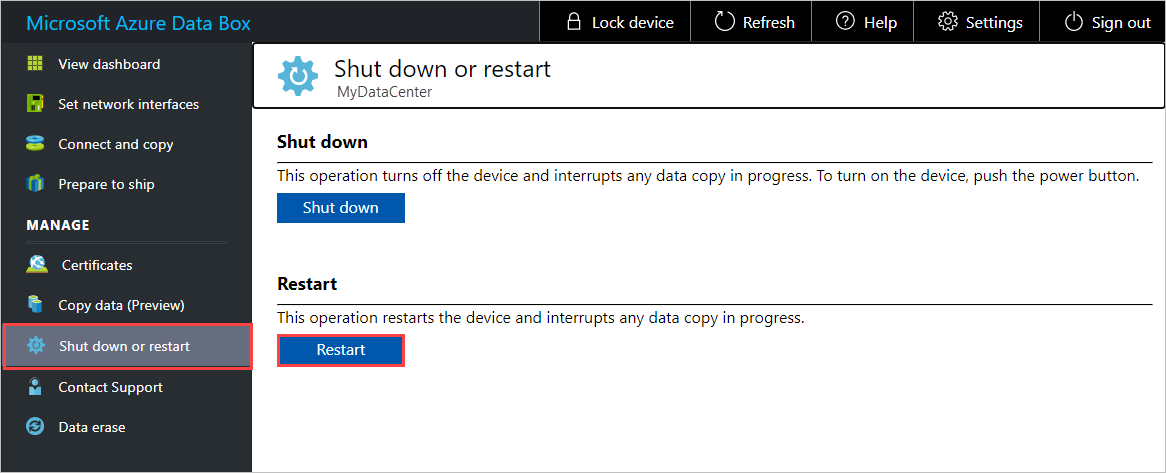 Microsoft Azure Data Box
Lock device
Refresh
Help
Settings
Sign out
View dashboard
Set network interfaces
Connect and copy
Prepare to ship
MANAGE
Certificates
Copy data (Preview)
Shut down or restart
Contact Support
Data erase
Shut down or restart
MyDataCenter
Shut down
This operation turns off the device and interrupts any data copy in progress. To turn on the device, push the power button.
Shut down
Restart
This operation restarts the device and interrupts any data copy in progress.
Restart